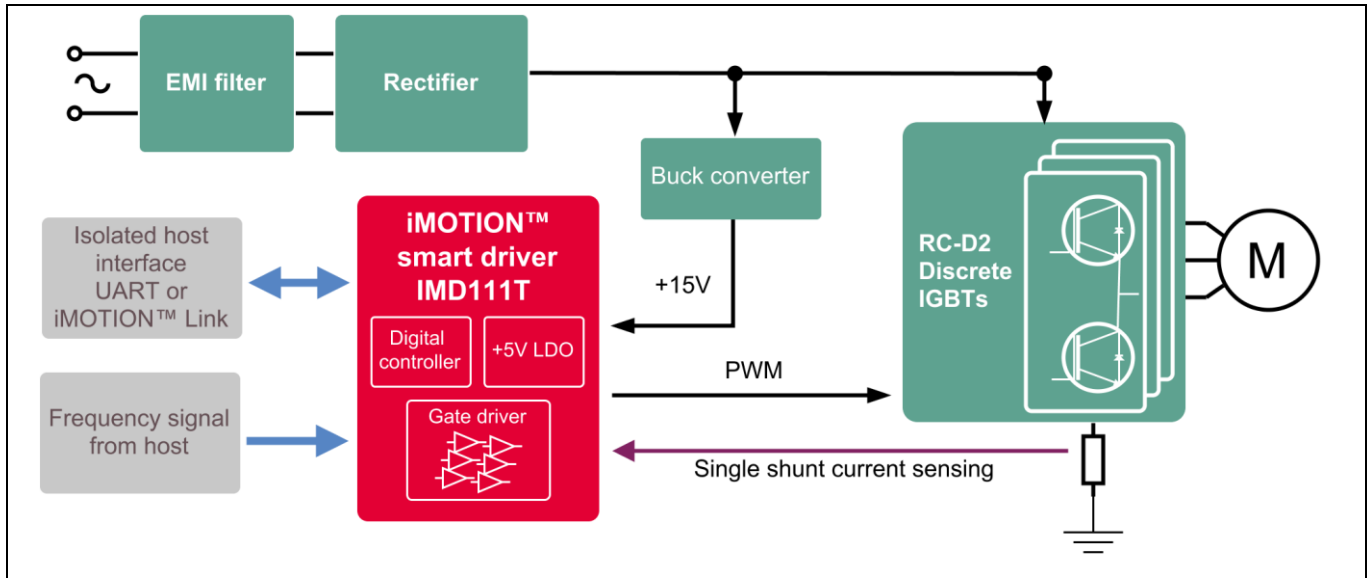 EMI filter
Rectifier
Buck converter
iMOTION™
smart driver
IMD111T
Isolated host
interface
UART or
iMOTION™ Link
RC-D2
Discrete
IGBTs
M
+15V
Digital
controller
+5V LDO
PWM
Frequency signal
from host
Gate driver
Single shunt current sensing